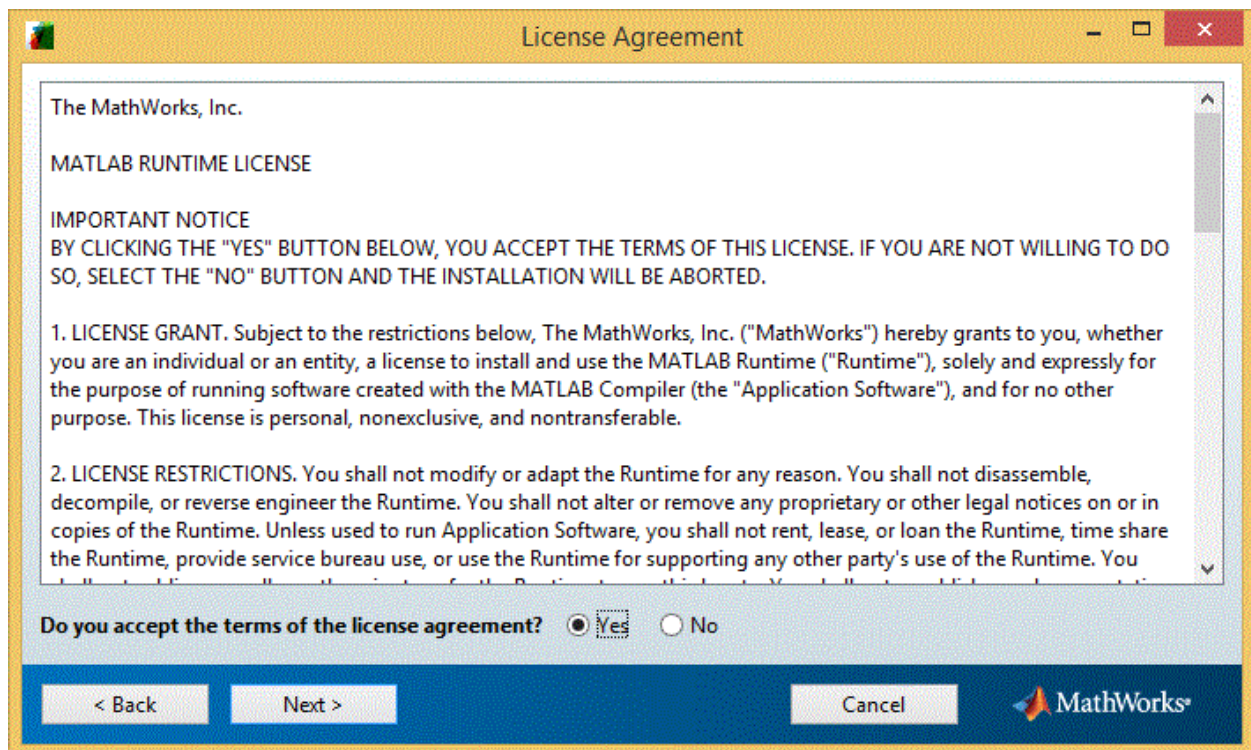 License Agreement
The MathWorks, Inc.
MATLAB RUNTIME LICENSE
IMPORTANT NOTICE
BY CLICKING THE "YES" BUTTON BELOW, YOU ACCEPT THE TERMS OF THIS LICENSE. IF YOU ARE NOT WILLING TO DO
SO, SELECT THE "NO" BUTTON AND THE INSTALLATION WILL BE ABORTED.
1. LICENSE GRANT. Subject to the restrictions below, The MathWorks, Inc. ("MathWorks") hereby grants to you, whether
you are an individual or an entity, a license to install and use the MATLAB Runtime ("Runtime"), solely and expressly for
the purpose of running software created with the MATLAB Compiler (the "Application Software"), and for no other
purpose. This license is personal, nonexclusive, and nontransferable.
2. LICENSE RESTRICTIONS. You shall not modify or adapt the Runtime for any reason. You shall not disassemble,
decompile, or reverse engineer the Runtime. You shall not alter or remove any proprietary or other legal notices on or in
copies of the Runtime. Unless used to run Application Software, you shall not rent, lease, or loan the Runtime, time share
the Runtime, provide service bureau use, or use the Runtime for supporting any other party's use of the Runtime. You
Do you accept the terms of the license agreement? Yes No
< Back Next > Cancel MathWorks®